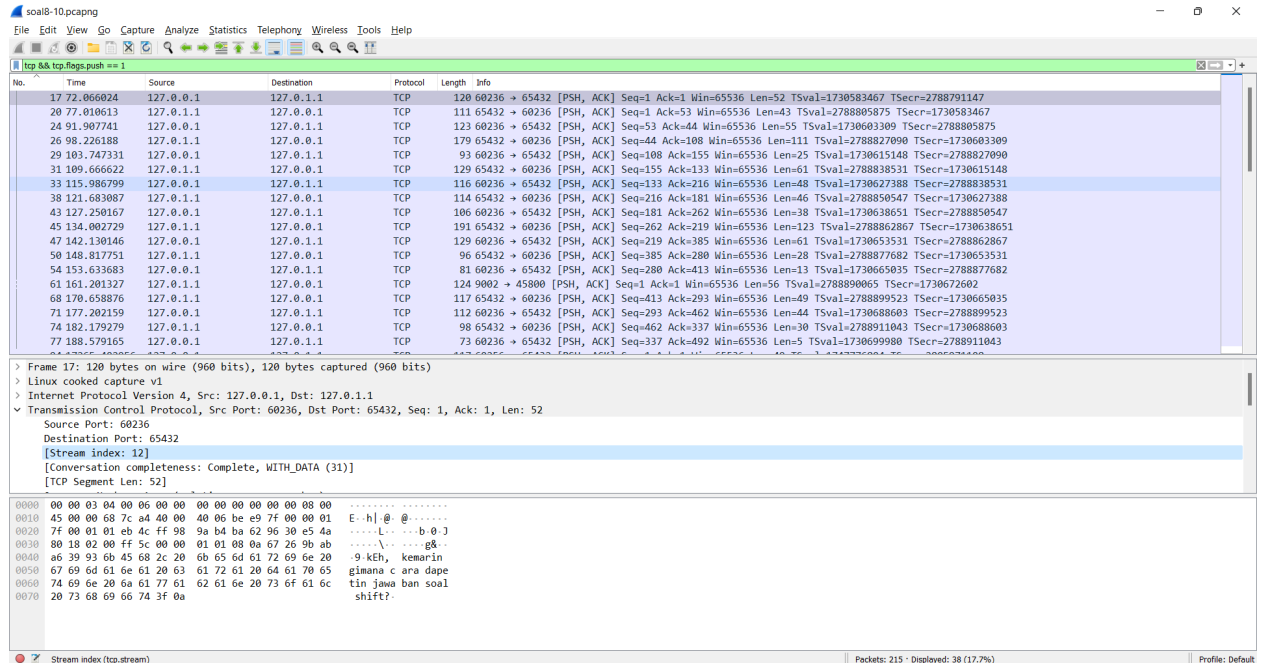 soal8-10.pcapng
File Edit View Go Capture Analyze Statistics Telephony Wireless Tools Help
tcp && tcp.flags.push == 1
No. Time Source Destination Protocol Length Info
17 72.066024 127.0.0.1 127.0.1.1 TCP 120 60236 → 65432 [PSH, ACK] Seq=1 Ack=1 Win=65536 Len=52 TSval=1730583467 TSecr=2788791147
20 77.010613 127.0.1.1 127.0.0.1 TCP 111 65432 → 60236 [PSH, ACK] Seq=1 Ack=53 Win=65536 Len=43 TSval=2788805875 TSecr=1730583467
24 91.907741 127.0.0.1 127.0.1.1 TCP 123 60236 → 65432 [PSH, ACK] Seq=53 Ack=44 Win=65536 Len=55 TSval=1730603309 TSecr=2788805875
26 98.226188 127.0.1.1 127.0.0.1 TCP 179 65432 → 60236 [PSH, ACK] Seq=44 Ack=108 Win=65536 Len=111 TSval=2788827090 TSecr=1730603309
29 103.747331 127.0.0.1 127.0.1.1 TCP 93 60236 → 65432 [PSH, ACK] Seq=108 Ack=155 Win=65536 Len=25 TSval=1730615148 TSecr=2788827090
31 109.666622 127.0.1.1 127.0.0.1 TCP 129 65432 → 60236 [PSH, ACK] Seq=155 Ack=133 Win=65536 Len=61 TSval=2788838531 TSecr=1730615148
33 115.986799 127.0.0.1 127.0.1.1 TCP 116 60236 → 65432 [PSH, ACK] Seq=133 Ack=216 Win=65536 Len=48 TSval=1730627388 TSecr=2788838531
38 121.683087 127.0.1.1 127.0.0.1 TCP 114 65432 → 60236 [PSH, ACK] Seq=216 Ack=181 Win=65536 Len=46 TSval=2788850547 TSecr=1730627388
43 127.250167 127.0.0.1 127.0.1.1 TCP 106 60236 → 65432 [PSH, ACK] Seq=181 Ack=262 Win=65536 Len=38 TSval=1730638651 TSecr=2788850547
45 134.002729 127.0.1.1 127.0.0.1 TCP 191 65432 → 60236 [PSH, ACK] Seq=262 Ack=219 Win=65536 Len=123 TSval=2788862867 TSecr=1730638651
47 142.130146 127.0.0.1 127.0.1.1 TCP 129 60236 → 65432 [PSH, ACK] Seq=219 Ack=385 Win=65536 Len=61 TSval=1730653531 TSecr=2788862867
50 148.817751 127.0.1.1 127.0.0.1 TCP 96 65432 → 60236 [PSH, ACK] Seq=385 Ack=280 Win=65536 Len=28 TSval=2788877682 TSecr=1730653531
54 153.633683 127.0.0.1 127.0.1.1 TCP 81 60236 → 65432 [PSH, ACK] Seq=280 Ack=413 Win=65536 Len=13 TSval=1730665035 TSecr=2788877682
61 161.201327 127.0.0.1 127.0.1.1 TCP 124 9002 → 45800 [PSH, ACK] Seq=1 Ack=1 Win=65536 Len=56 TSval=2788890065 TSecr=1730672602
68 170.658876 127.0.1.1 127.0.0.1 TCP 117 65432 → 60236 [PSH, ACK] Seq=413 Ack=293 Win=65536 Len=49 TSval=2788899523 TSecr=1730665035
71 177.202159 127.0.0.1 127.0.1.1 TCP 112 60236 → 65432 [PSH, ACK] Seq=293 Ack=462 Win=65536 Len=44 TSval=1730688603 TSecr=2788899523
74 182.179279 127.0.1.1 127.0.0.1 TCP 98 65432 → 60236 [PSH, ACK] Seq=462 Ack=337 Win=65536 Len=30 TSval=2788911043 TSecr=1730688603
77 188.579165 127.0.0.1 127.0.1.1 TCP 73 60236 → 65432 [PSH, ACK] Seq=337 Ack=492 Win=65536 Len=5 TSval=1730699980 TSecr=2788911043
Frame 17: 120 bytes on wire (960 bits), 120 bytes captured (960 bits)
Linux cooked capture v1
Internet Protocol Version 4, Src: 127.0.0.1, Dst: 127.0.1.1
Transmission Control Protocol, Src Port: 60236, Dst Port: 65432, Seq: 1, Ack: 1, Len: 52
Source Port: 60236
Destination Port: 65432
[Stream index: 12]
[Conversation completeness: Complete, WITH_DATA (31)]
[TCP Segment Len: 52]
0000 00 00 03 04 00 06 00 00 00 00 00 00 00 00 08 00 ········ ········
0010 45 00 00 68 7c a4 40 00 40 06 be e9 7f 00 00 01 E··h|·@· @·······
0020 7f 00 01 01 eb 4c ff 98 9a b4 ba 62 96 30 e5 4a ·····L·· ···b·0·J
0030 80 18 02 00 ff 5c 00 00 01 01 08 0a 67 26 9b ab ·····\·· ····g&··
0040 a6 39 93 6b 45 68 2c 20 6b 65 6d 61 72 69 6e 20 ·9·kEh, kemarin
0050 67 69 6d 61 6e 61 20 63 61 72 61 20 64 61 70 65 gimana c ara dape
0060 74 69 6e 20 6a 61 77 61 62 61 6e 20 73 6f 61 6c tin jawa ban soal
0070 20 73 68 69 66 74 3f 0a shift?·
Stream index (tcp.stream) Packets: 215 · Displayed: 38 (17.7%) Profile: Default